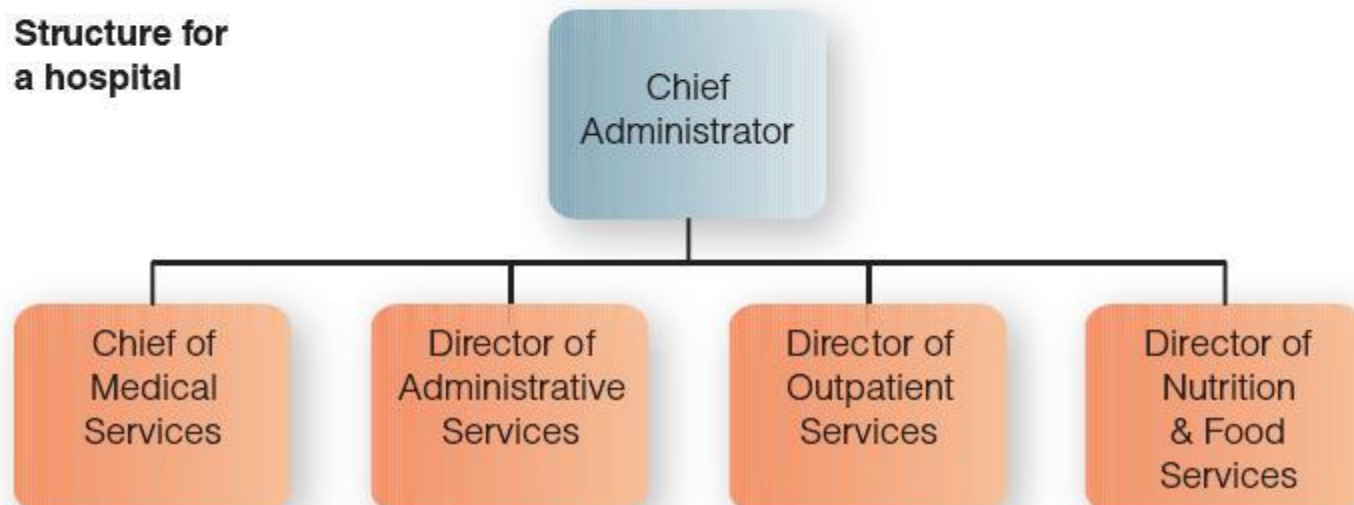 Structure for
a hospital
Chief
Administrator
Chief of
Medical
Services
Director of
Administrative
Services
Director of
Outpatient
Services
Director of
Nutrition
& Food
Services